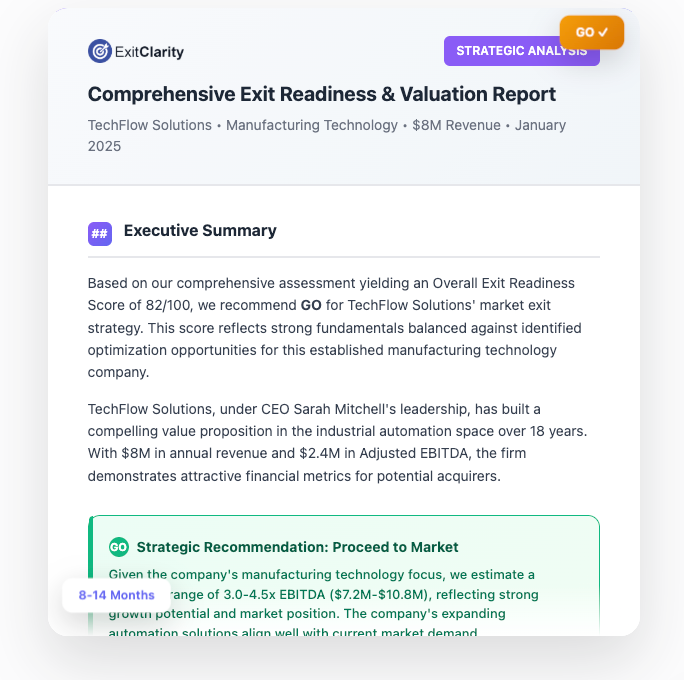 GO ✓
ExitClarity
STRATEGIC ANALYSIS
Comprehensive Exit Readiness & Valuation Report
TechFlow Solutions • Manufacturing Technology • $8M Revenue • January
2025
## Executive Summary
Based on our comprehensive assessment yielding an Overall Exit Readiness
Score of 82/100, we recommend GO for TechFlow Solutions' market exit
strategy. This score reflects strong fundamentals balanced against identified
optimization opportunities for this established manufacturing technology
company.
TechFlow Solutions, under CEO Sarah Mitchell's leadership, has built a
compelling value proposition in the industrial automation space over 18 years.
With $8M in annual revenue and $2.4M in Adjusted EBITDA, the firm
demonstrates attractive financial metrics for potential acquirers.
GO Strategic Recommendation: Proceed to Market
Given the company's manufacturing technology focus, we estimate a
8-14 Months
range of 3.0-4.5x EBITDA ($7.2M-$10.8M), reflecting strong
growth potential and market position. The company's expanding
automation solutions align well with current market demand